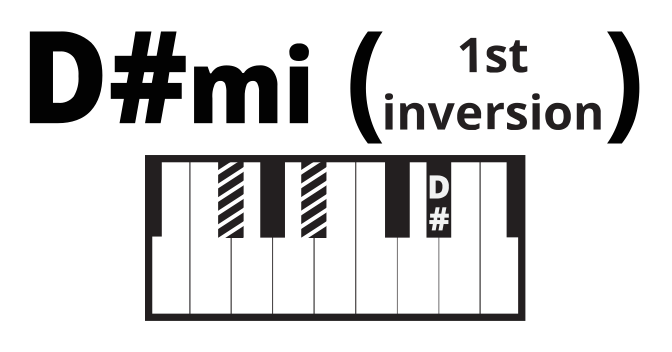 D#mi (1st
inversion)
D
#